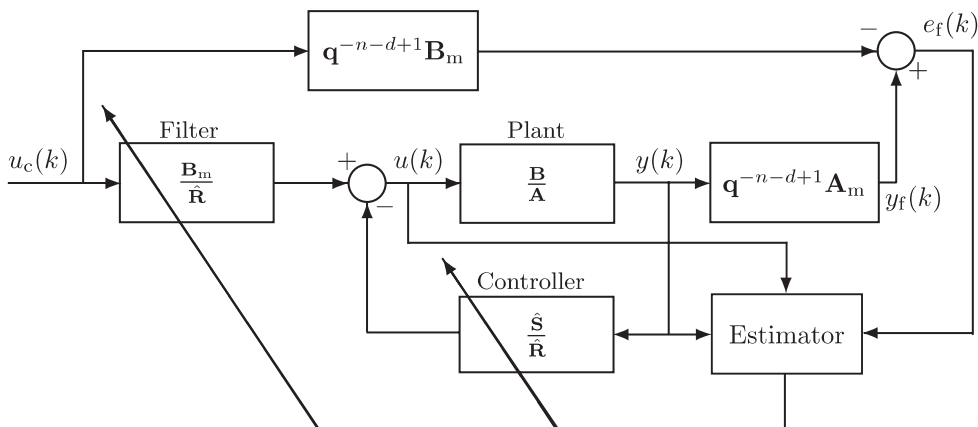 −
e_f(k)
q^{−n−d+1}B_m
+
Filter
Plant
u_c(k)
+
u(k)
y(k)
B_m/R̂
B/A
q^{−n−d+1}A_m
−
y_f(k)
Controller
Ŝ/R̂
Estimator